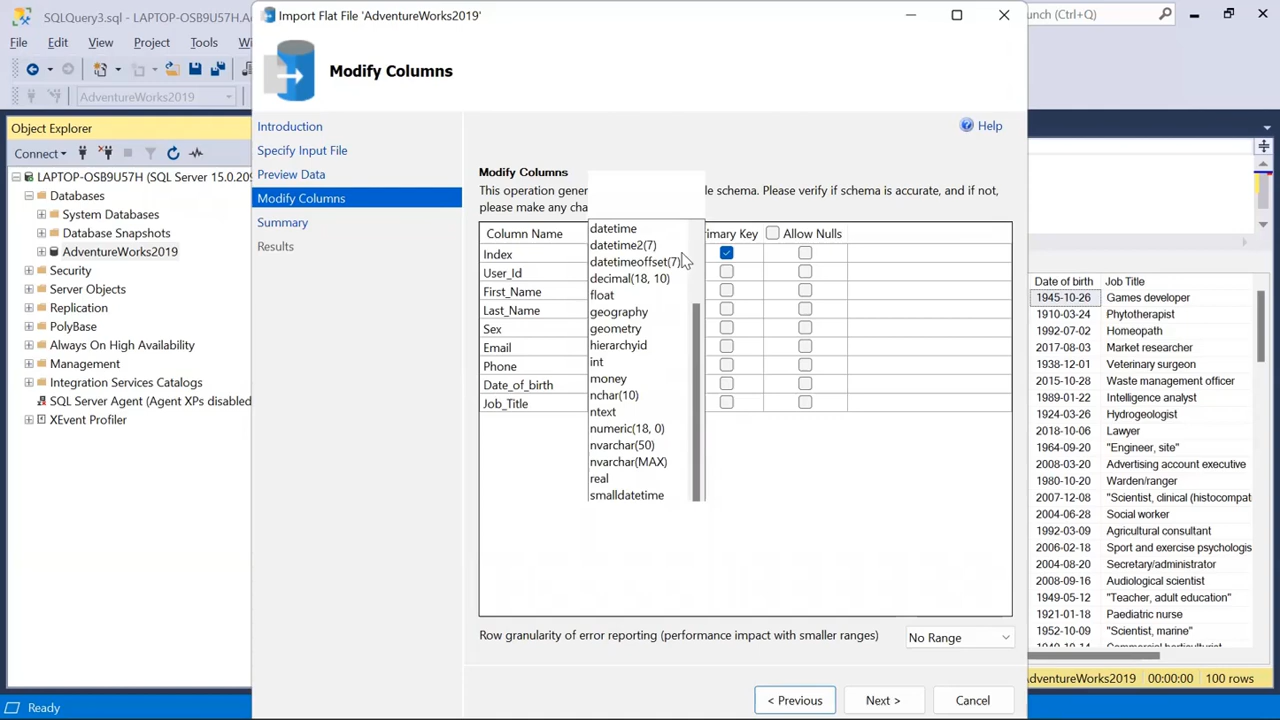 SQLQuery3.sql - LAPTOP-OSB9U57H.A
Import Flat File 'AdventureWorks2019'
unch (Ctrl+Q)
File Edit View Project Tools
Modify Columns
AdventureWorks2019
Object Explorer
Connect
LAPTOP-OSB9U57H (SQL Server 15.0.209
Databases
System Databases
Database Snapshots
AdventureWorks2019
Security
Server Objects
Replication
PolyBase
Always On High Availability
Management
Integration Services Catalogs
SQL Server Agent (Agent XPs disabled
XEvent Profiler
Introduction
Specify Input File
Preview Data
Modify Columns
Summary
Results
Help
Modify Columns
This operation gener le schema. Please verify if schema is accurate, and if not,
please make any cha
Column Name imary Key Allow Nulls
Index
User_Id
First_Name
Last_Name
Sex
Email
Phone
Date_of_birth
Job_Title
datetime
datetime2(7)
datetimeoffset(7)
decimal(18, 10)
float
geography
geometry
hierarchyid
int
money
nchar(10)
ntext
numeric(18, 0)
nvarchar(50)
nvarchar(MAX)
real
smalldatetime
Row granularity of error reporting (performance impact with smaller ranges) No Range
< Previous Next > Cancel
Date of birth Job Title
1945-10-26 Games developer
1910-03-24 Phytotherapist
1992-07-02 Homeopath
2017-08-03 Market researcher
1938-12-01 Veterinary surgeon
2015-10-28 Waste management officer
1909-11-29 Intelligence analyst
1924-03-26 Hydrogeologist
2018-10-06 Lawyer
1964-09-20 "Engineer, site"
2008-03-20 Advertising account executive
1980-10-20 Warden/ranger
2007-12-08 "Scientist, clinical (histocompat
2004-06-28 Social worker
1992-03-09 Agricultural consultant
2006-02-18 Sport and exercise psychologis
2004-08-20 Secretary/administrator
2008-09-16 Audiological scientist
1949-05-12 "Teacher, adult education"
1921-01-18 Paediatric nurse
1952-10-09 "Scientist, marine"
dventureWorks2019 00:00:00 100 rows
Ready